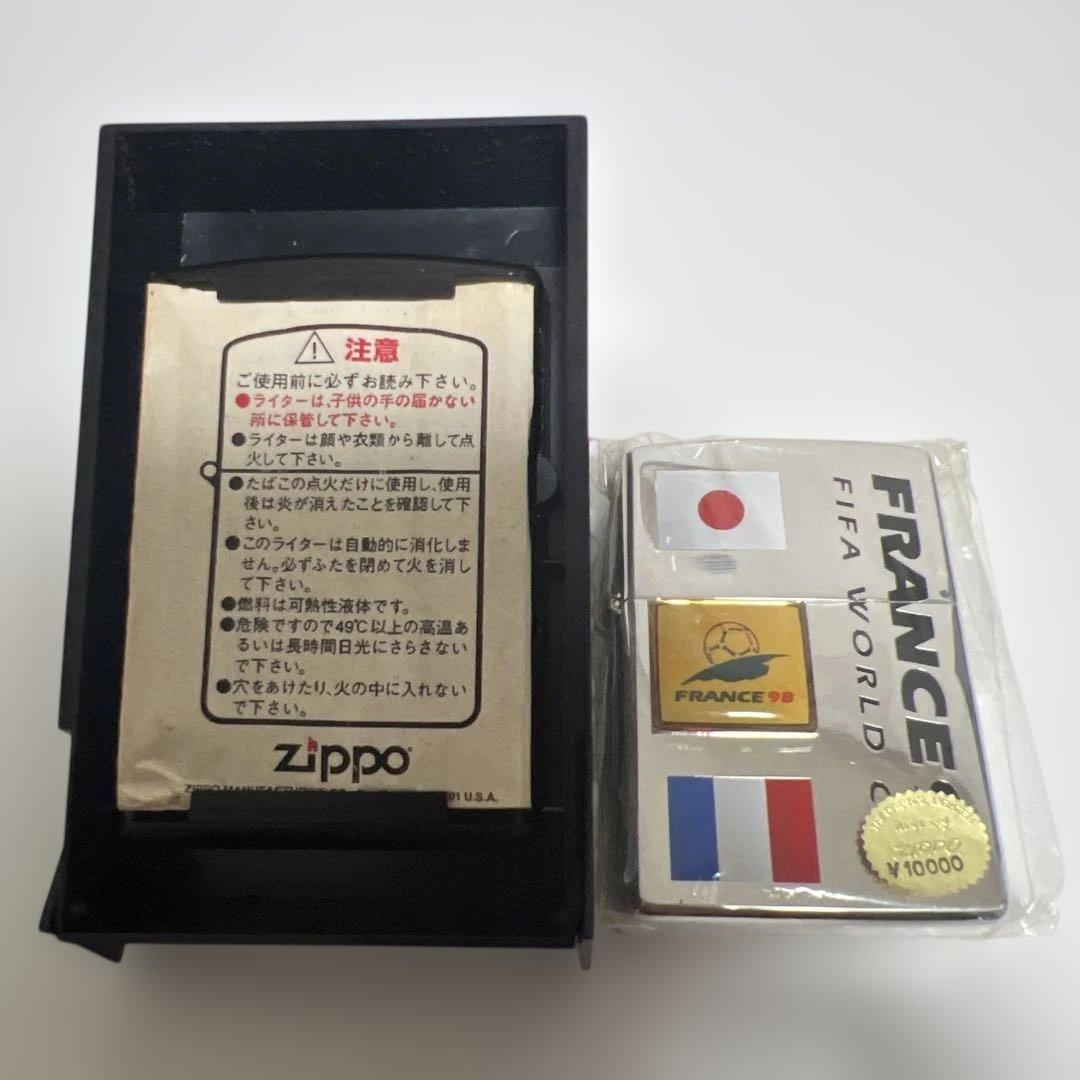 注意
ご使用前に必ずお読み下さい。
●ライターは、子供の手の届かない
所に保管して下さい。
●ライターは顔や衣類から離して点
火して下さい。
●たばこの点火だけに使用し、使用
後は炎が消えたことを確認して下
さい。
●このライターは自動的に消化しま
せん。必ずふたを閉めて火を消し
て下さい。
●燃料は可熱性液体です。
●危険ですので49℃以上の高温あ
るいは長時間日光にさらさない
で下さい。
●穴をあけたり、火の中に入れない
で下さい。
Zippo
ZIPPO MANUFACTURING CO. 01 U.S.A.
FRANCE
FIFA WORLD C
FRANCE 98
¥10000